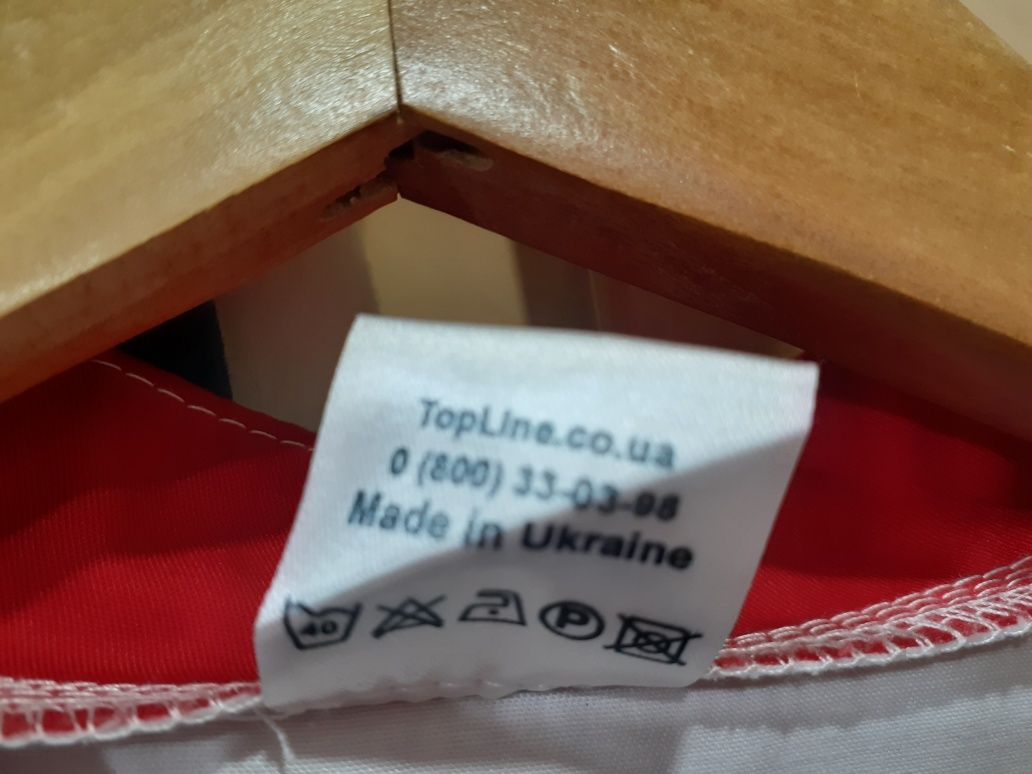 TopLine.co.ua
0 (800) 33-03-98
Made in Ukraine
40 P